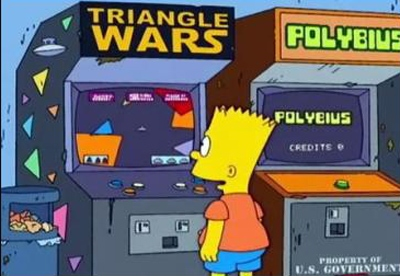 TRIANGLE
WARS
POLYBIUS
POLYBIUS
CREDITS 0
PROPERTY OF
U.S. GOVERNMENT